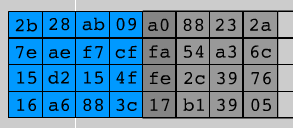 2b 28 ab 09 a0 88 23 2a
7e ae f7 cf fa 54 a3 6c
15 d2 15 4f fe 2c 39 76
16 a6 88 3c 17 b1 39 05